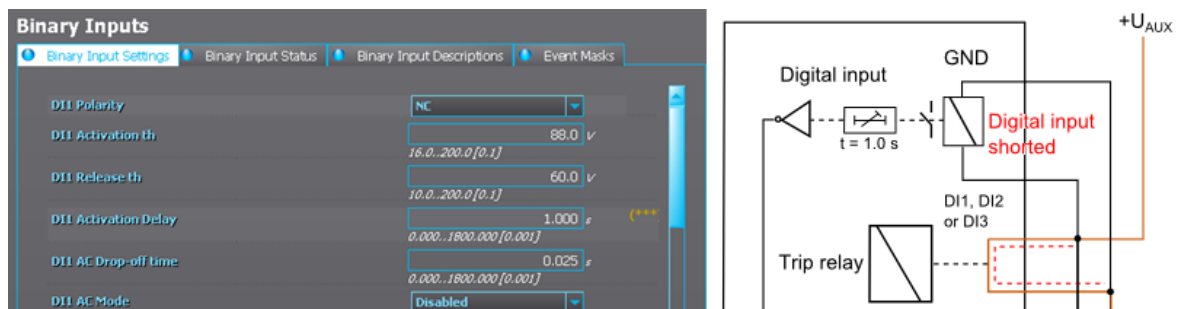 Binary Inputs
Binary Input Settings Binary Input Status Binary Input Descriptions Event Masks
DI1 Polarity NC
DI1 Activation th 88.0 V
16.0..200.0 [0.1]
DI1 Release th 60.0 V
10.0..200.0 [0.1]
DI1 Activation Delay 1.000 s (***)
0.000..1800.000 [0.001]
DI1 AC Drop-off time 0.025 s
0.000..1800.000 [0.001]
DI1 AC Mode Disabled
+UAUX
GND
Digital input
Digital input
shorted
t = 1.0 s
DI1, DI2
or DI3
Trip relay